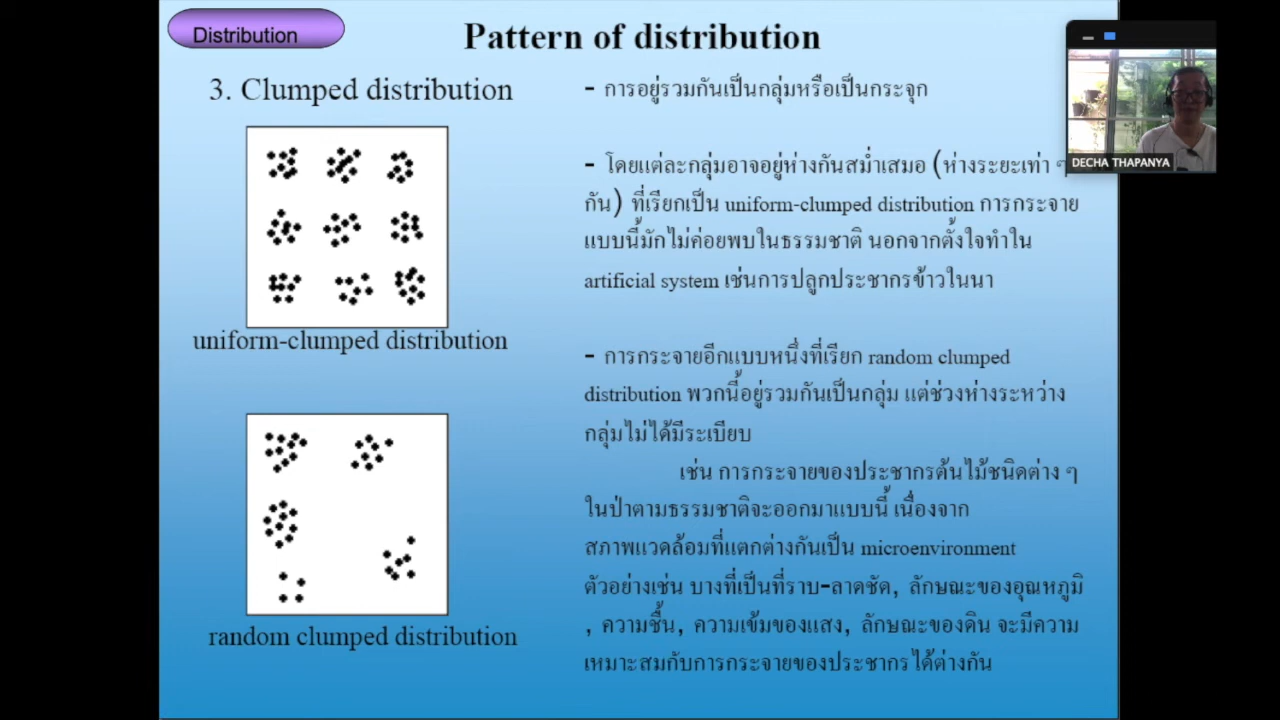 Distribution
Pattern of distribution
3. Clumped distribution
- การอยู่รวมกันเป็นกลุ่มหรือเป็นกระจุก
DECHA THAPANYA
- โดยแต่ละกลุ่มอาจอยู่ห่างกันสม่ำเสมอ (ห่างระยะเท่า ๆ
กัน) ที่เรียกเป็น uniform-clumped distribution การกระจาย
แบบนี้มักไม่ค่อยพบในธรรมชาติ นอกจากตั้งใจทำใน
artificial system เช่นการปลูกประชากรข้าวในนา
uniform-clumped distribution
- การกระจายอีกแบบหนึ่งที่เรียก random clumped
distribution พวกนี้อยู่รวมกันเป็นกลุ่ม แต่ช่วงห่างระหว่าง
กลุ่มไม่ได้มีระเบียบ
เช่น การกระจายของประชากรต้นไม้ชนิดต่าง ๆ
ในป่าตามธรรมชาติจะออกมาแบบนี้ เนื่องจาก
สภาพแวดล้อมที่แตกต่างกันเป็น microenvironment
ตัวอย่างเช่น บางที่เป็นที่ราบ-ลาดชัด, ลักษณะของอุณหภูมิ
, ความชื้น, ความเข้มของแสง, ลักษณะของดิน จะมีความ
เหมาะสมกับการกระจายของประชากรได้ต่างกัน
random clumped distribution